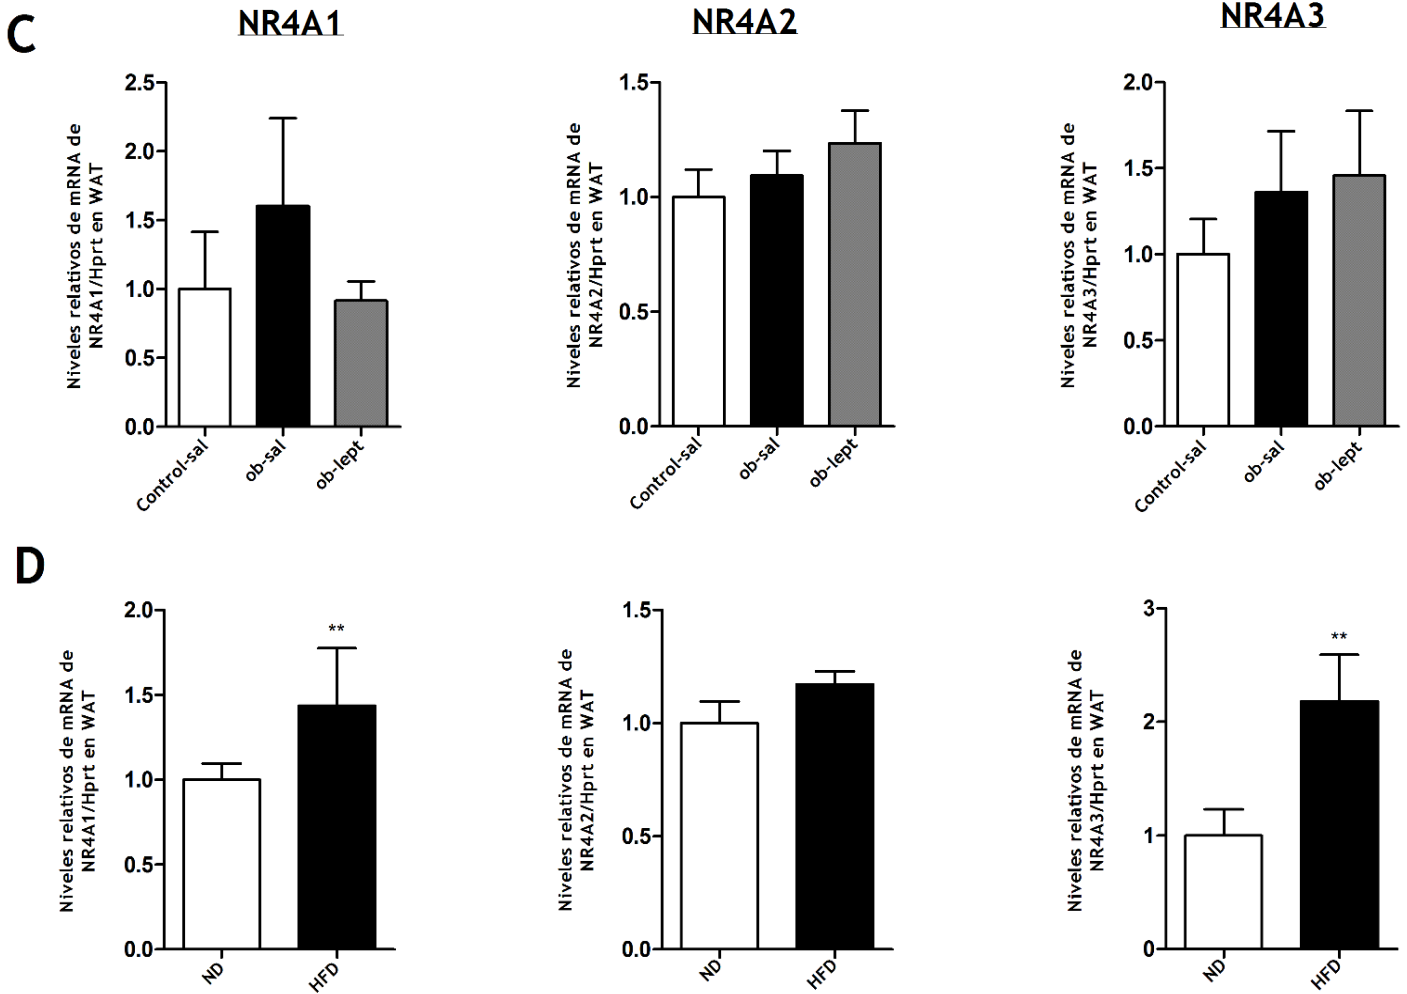 C
NR4A1
NR4A2
NR4A3
Niveles relativos de mRNA de
NR4A1/Hprt en WAT
2.5
2.0
1.5
1.0
0.5
0.0
Control-sal
ob-sal
ob-lept
Niveles relativos de mRNA de
NR4A2/Hprt en WAT
1.5
1.0
0.5
0.0
Control-sal
ob-sal
ob-lept
Niveles relativos de mRNA de
NR4A3/Hprt en WAT
2.0
1.5
1.0
0.5
0.0
Control-sal
ob-sal
ob-lept
D
Niveles relativos de mRNA de
NR4A1/Hprt en WAT
2.0
1.5
1.0
0.5
0.0
**
ND
HFD
Niveles relativos de mRNA de
NR4A2/Hprt en WAT
1.5
1.0
0.5
0.0
ND
HFD
Niveles relativos de mRNA de
NR4A3/Hprt en WAT
3
2
1
0
**
ND
HFD